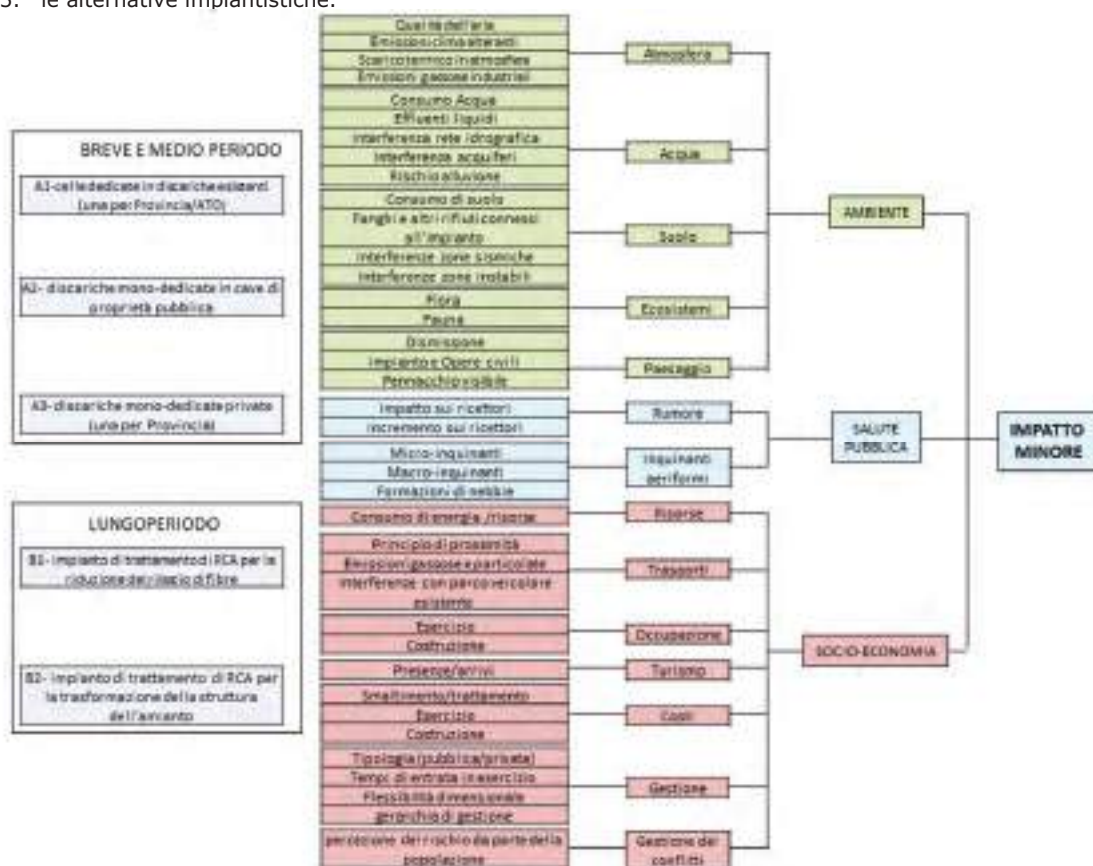 3. le alternative impiantistiche.
BREVE E MEDIO PERIODO
A1-celle dedicate in discariche esistenti
(una per Provincia/ATO)
A2- discariche mono-dedicate in cave di
proprietà pubblica
A3- discariche mono-dedicate private
(una per Provincia)
LUNGO PERIODO
B1- impianto di trattamento di RCA per la
riduzione del rilascio di fibre
B2- impianto di trattamento di RCA per
la trasformazione della struttura
dell'amianto
Qualità dell'aria
Emissioni climalteranti
Scarico termico in atmosfera
Emissioni gassose industriali
Consumo Acqua
Effluenti liquidi
Interferenza rete idrografica
Interferenza acquiferi
Rischio alluvione
Consumo di suolo
Fanghi e altri rifiuti connessi
all'impianto
Interferenze zone sismiche
Interferenze zone instabili
Flora
Fauna
Dismissione
Impianto e Opere civili
Pennacchio visibile
Impatto sui ricettori
Incremento sui ricettori
Micro-inquinanti
Macro-inquinanti
Formazioni di nebbie
Consumo di energia /risorse
Principio di prossimità
Emissioni gassose e particolate
Interferenze con parco veicolare
esistente
Esercizio
Costruzione
Presenze/arrivi
Smaltimento/trattamento
Esercizio
Costruzione
Tipologia (pubblica/privata)
Tempi di entrata in esercizio
Flessibilità dimensionale
gerarchia di gestione
percezione del rischio da parte della
popolazione
Atmosfera
Acqua
Suolo
Ecosistemi
Paesaggio
Rumore
Inquinanti
aeriformi
Risorse
Trasporti
Occupazione
Turismo
Costi
Gestione
Gestione dei
conflitti
AMBIENTE
SALUTE
PUBBLICA
SOCIO-ECONOMIA
IMPATTO
MINORE